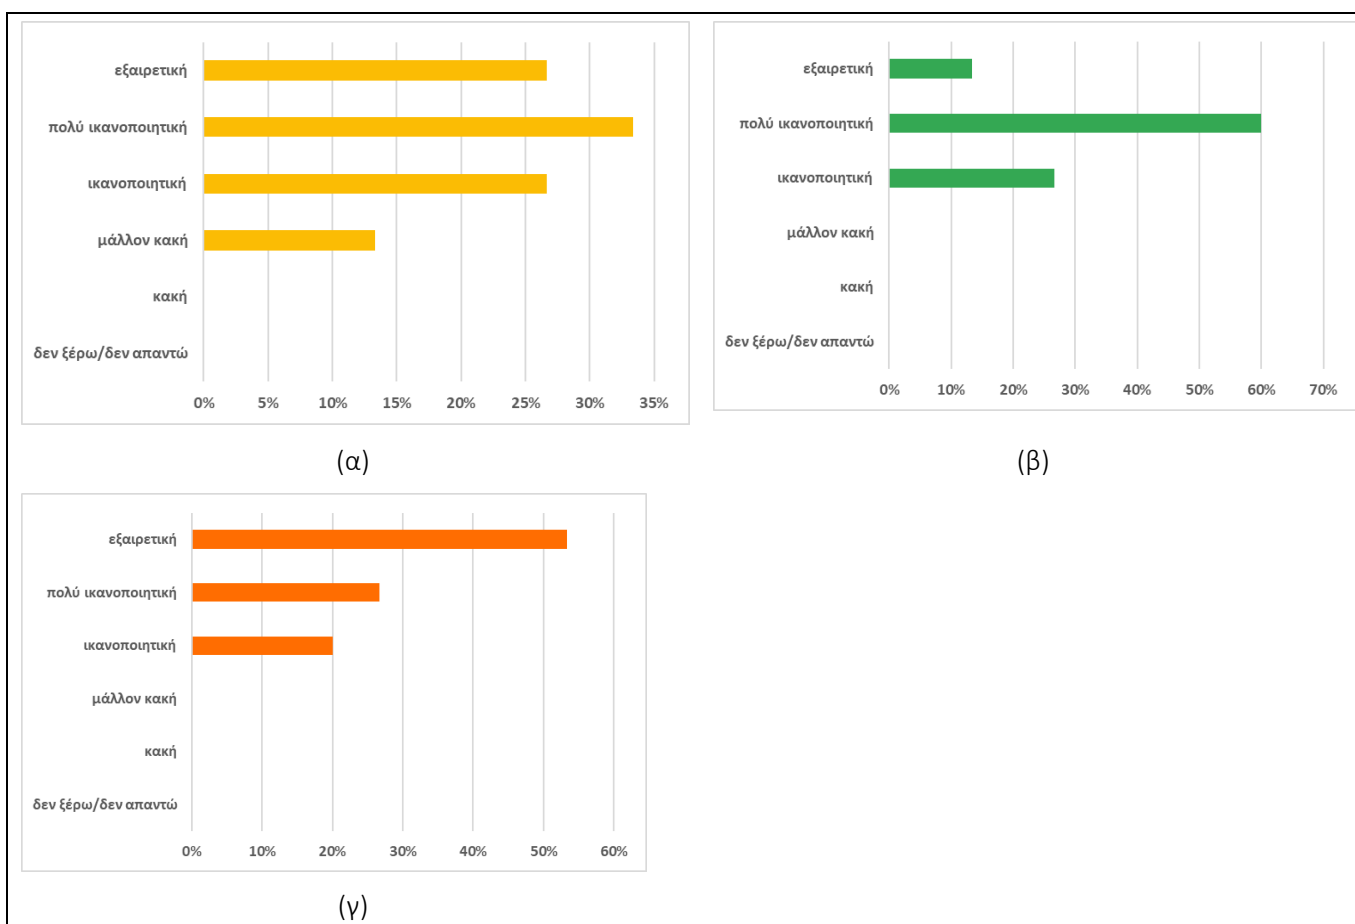 εξαιρετική
πολύ ικανοποιητική
ικανοποιητική
μάλλον κακή
κακή
δεν ξέρω/δεν απαντώ
0% 5% 10% 15% 20% 25% 30% 35%
(α)
εξαιρετική
πολύ ικανοποιητική
ικανοποιητική
μάλλον κακή
κακή
δεν ξέρω/δεν απαντώ
0% 10% 20% 30% 40% 50% 60% 70%
(β)
εξαιρετική
πολύ ικανοποιητική
ικανοποιητική
μάλλον κακή
κακή
δεν ξέρω/δεν απαντώ
0% 10% 20% 30% 40% 50% 60%
(γ)